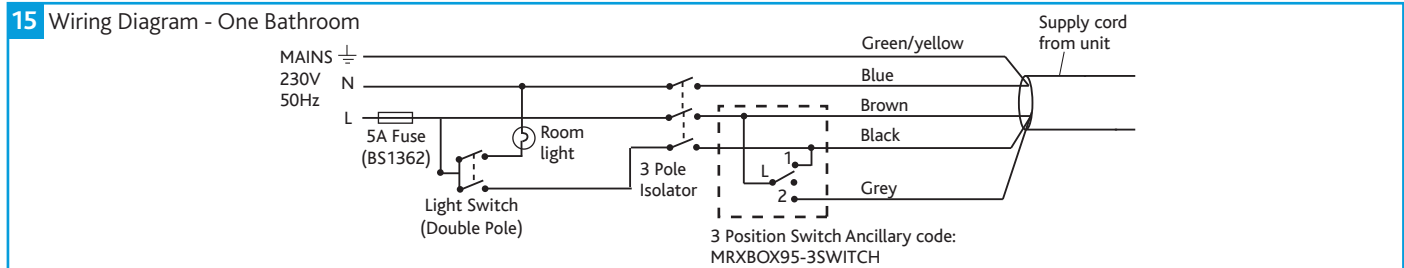 15 Wiring Diagram - One Bathroom
MAINS
230V
50Hz
N
L
5A Fuse
(BS1362)
Room
light
Light Switch
(Double Pole)
3 Pole
Isolator
Green/yellow
Blue
Brown
Black
Grey
L
1
2
3 Position Switch Ancillary code:
MRXBOX95-3SWITCH
Supply cord
from unit